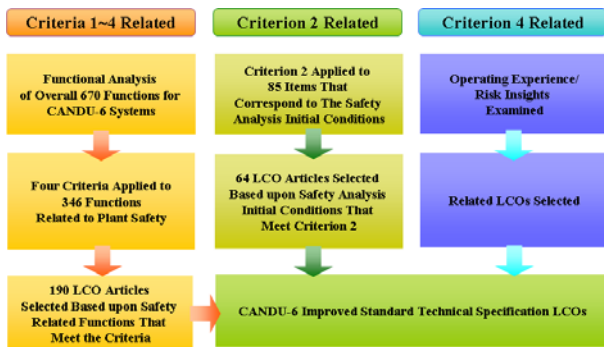 Criteria 1~4 Related
Functional Analysis
of Overall 670 Functions for
CANDU-6 Systems
Four Criteria Applied to
346 Functions
Related to Plant Safety
190 LCO Articles
Selected Based upon Safety
Related Functions That
Meet the Criteria
Criterion 2 Related
Criterion 2 Applied to
85 Items That
Correspond to The Safety
Analysis Initial Conditions
64 LCO Articles Selected
Based upon Safety Analysis
Initial Conditions That
Meet Criterion 2
Criterion 4 Related
Operating Experience/
Risk Insights
Examined
Related LCOs Selected
CANDU-6 Improved Standard Technical Specification LCOs